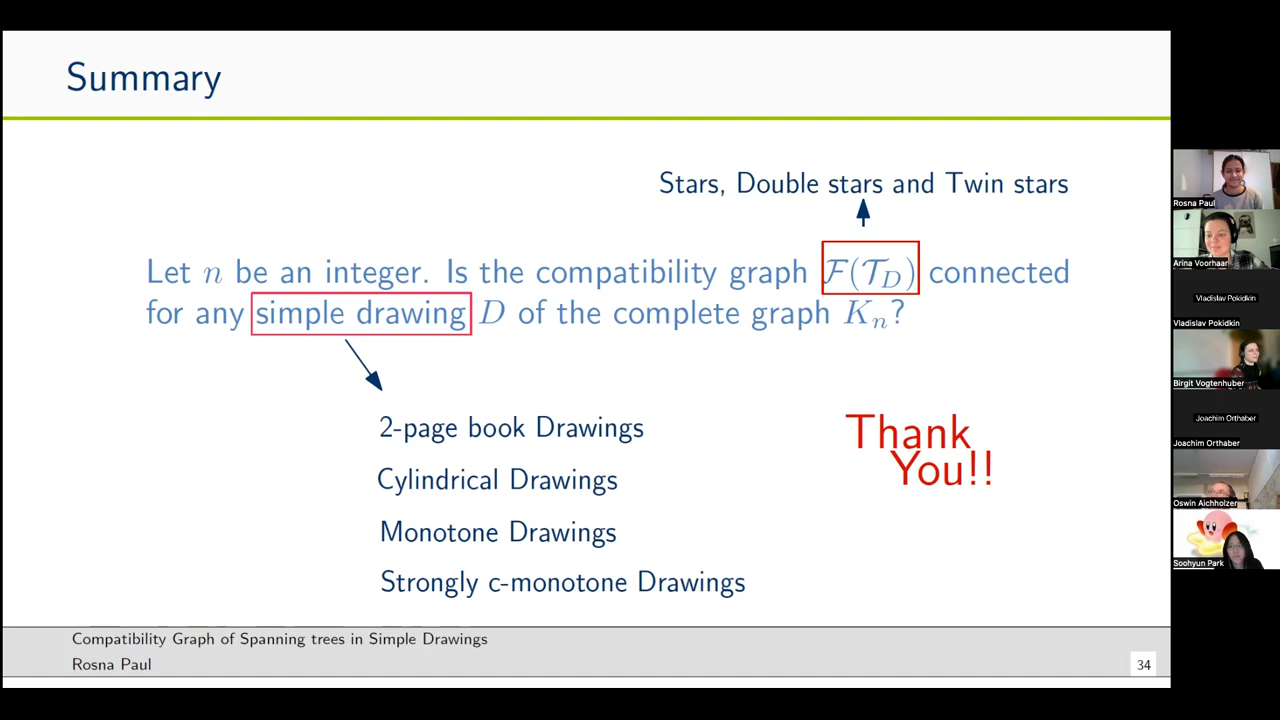 Summary
Stars, Double stars and Twin stars
Let n be an integer. Is the compatibility graph F(T_D) connected
for any simple drawing D of the complete graph K_n?
2-page book Drawings
Cylindrical Drawings
Monotone Drawings
Strongly c-monotone Drawings
Thank
You!!
Compatibility Graph of Spanning trees in Simple Drawings
Rosna Paul
34
Rosna Paul
Arina Voorhaar
Vladislav Pokidkin
Vladislav Pokidkin
Birgit Vogtenhuber
Joachim Orthaber
Joachim Orthaber
Oswin Aichholzer
Soohyun Park